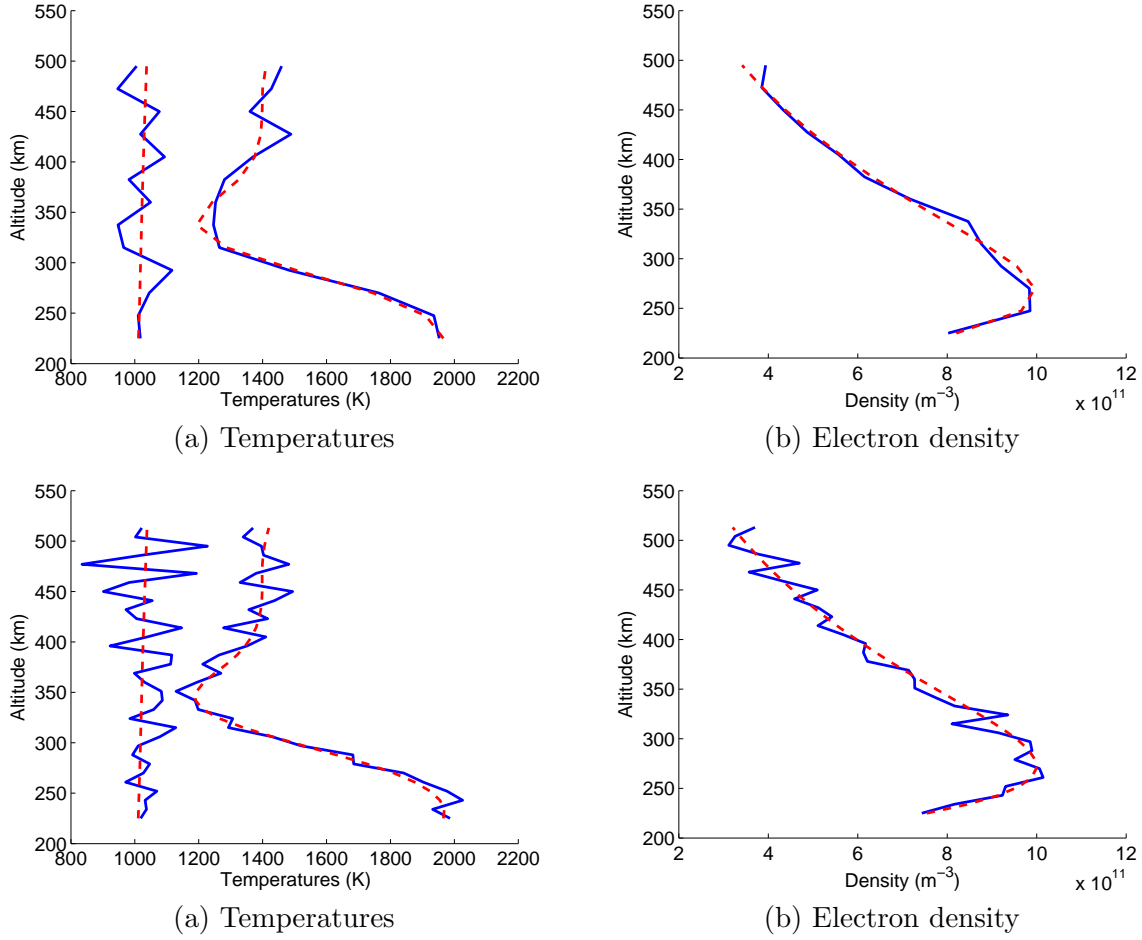 550
500
450
400
350
300
250
200
Altitude (km)
800 1000 1200 1400 1600 1800 2000 2200
Temperatures (K)
(a) Temperatures
550
500
450
400
350
300
250
200
Altitude (km)
2 4 6 8 10 12
Density (m⁻³)
x 10¹¹
(b) Electron density
550
500
450
400
350
300
250
200
Altitude (km)
800 1000 1200 1400 1600 1800 2000 2200
Temperatures (K)
(a) Temperatures
550
500
450
400
350
300
250
200
Altitude (km)
2 4 6 8 10 12
Density (m⁻³)
x 10¹¹
(b) Electron density